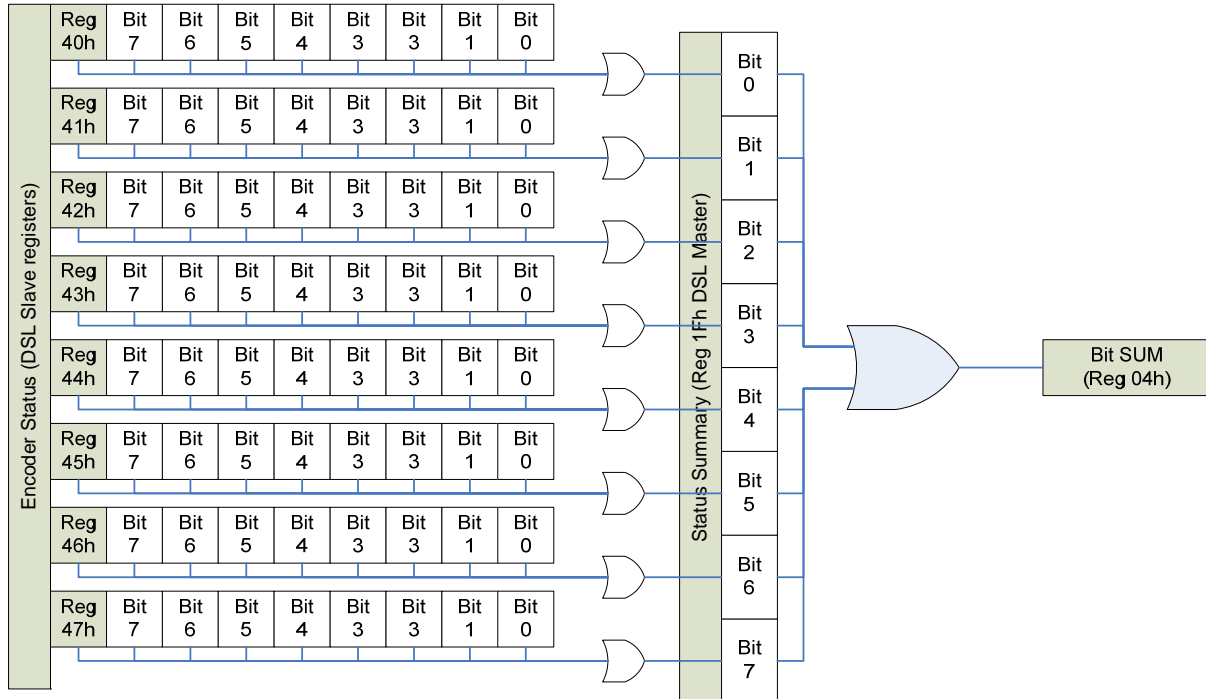 Encoder Status (DSL Slave registers)
Reg Bit Bit Bit Bit Bit Bit Bit Bit
40h 7 6 5 4 3 3 1 0
Reg Bit Bit Bit Bit Bit Bit Bit Bit
41h 7 6 5 4 3 3 1 0
Reg Bit Bit Bit Bit Bit Bit Bit Bit
42h 7 6 5 4 3 3 1 0
Reg Bit Bit Bit Bit Bit Bit Bit Bit
43h 7 6 5 4 3 3 1 0
Reg Bit Bit Bit Bit Bit Bit Bit Bit
44h 7 6 5 4 3 3 1 0
Reg Bit Bit Bit Bit Bit Bit Bit Bit
45h 7 6 5 4 3 3 1 0
Reg Bit Bit Bit Bit Bit Bit Bit Bit
46h 7 6 5 4 3 3 1 0
Reg Bit Bit Bit Bit Bit Bit Bit Bit
47h 7 6 5 4 3 3 1 0
Status Summary (Reg 1Fh DSL Master)
Bit
0
Bit
1
Bit
2
Bit
3
Bit
4
Bit
5
Bit
6
Bit
7
Bit SUM
(Reg 04h)